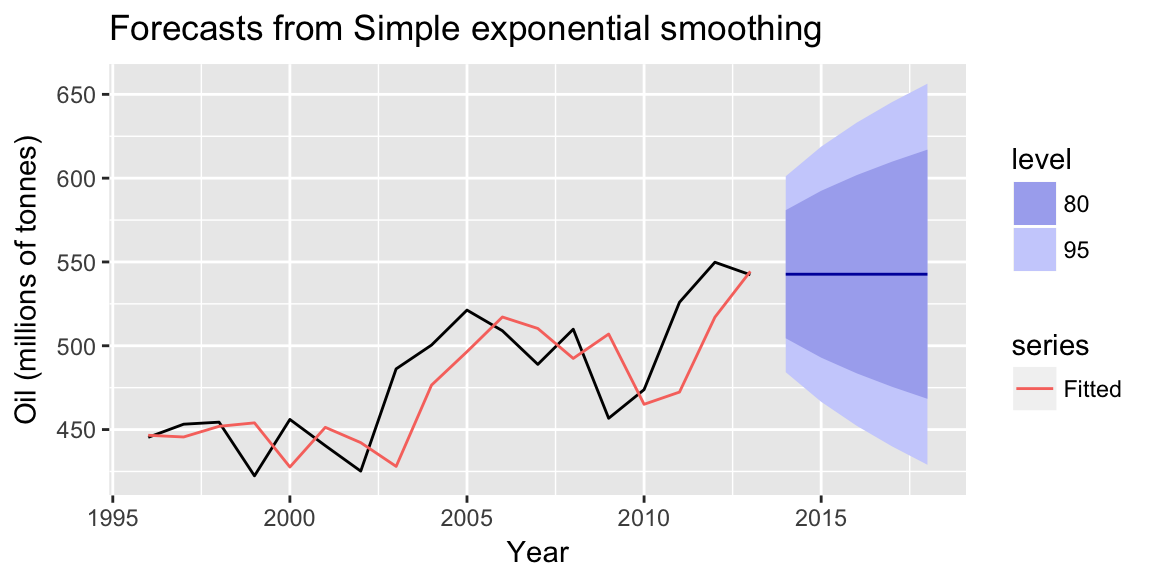 Forecasts from Simple exponential smoothing
Oil (millions of tonnes)
650
600
550
500
450
1995
2000
2005
2010
2015
Year
level
80
95
series
Fitted